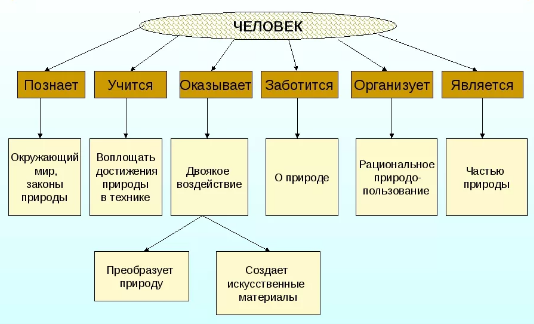 ЧЕЛОВЕК
Познает
Учится
Оказывает
Заботится
Организует
Является
Окружающий
мир,
законы
природы
Воплощать
достижения
природы
в технике
Двоякое
воздействие
О природе
Рациональное
природо-
пользование
Частью
природы
Преобразует
природу
Создает
искусственные
материалы